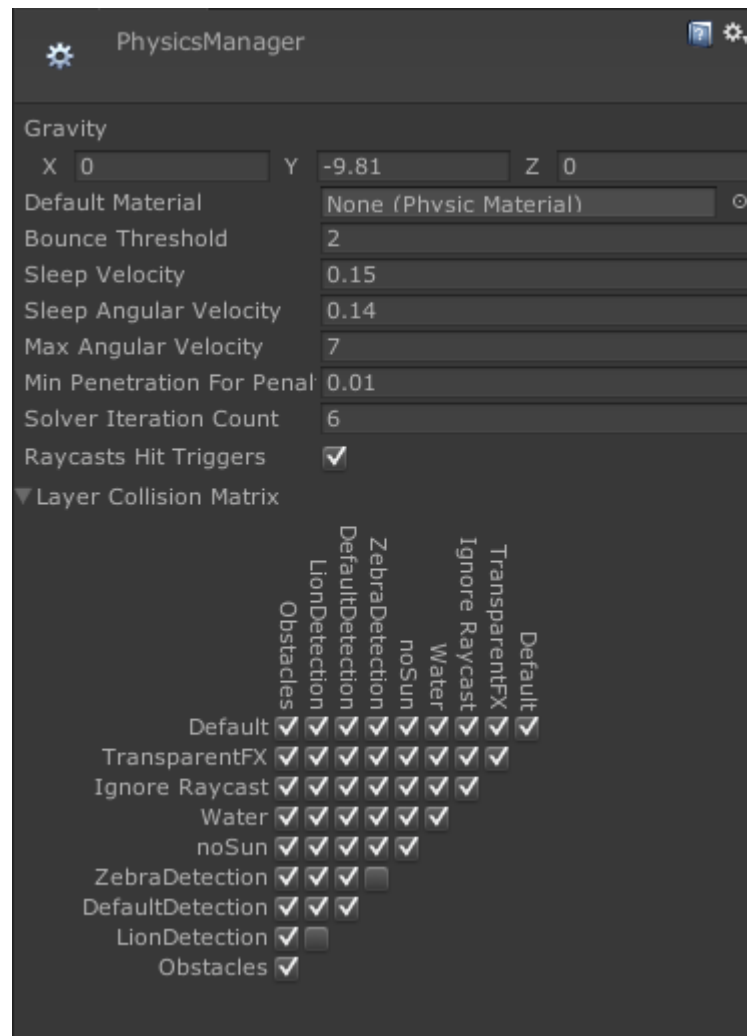 PhysicsManager
Gravity
X 0 Y -9.81 Z 0
Default Material None (Physic Material)
Bounce Threshold 2
Sleep Velocity 0.15
Sleep Angular Velocity 0.14
Max Angular Velocity 7
Min Penetration For Penal 0.01
Solver Iteration Count 6
Raycasts Hit Triggers
Layer Collision Matrix
Obstacles
LionDetection
DefaultDetection
ZebraDetection
noSun
Water
Ignore Raycast
TransparentFX
Default
Default
TransparentFX
Ignore Raycast
Water
noSun
ZebraDetection
DefaultDetection
LionDetection
Obstacles